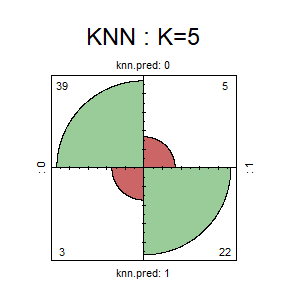 KNN : K=5
knn.pred: 0
39 5
: 0 : 1
3 22
knn.pred: 1